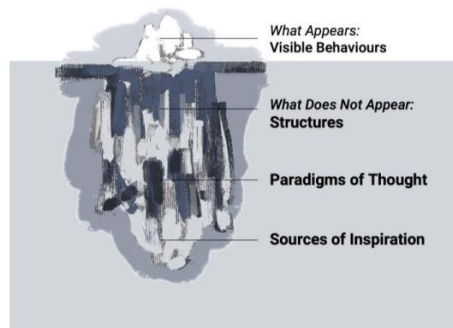 What Appears:
Visible Behaviours
What Does Not Appear:
Structures
Paradigms of Thought
Sources of Inspiration